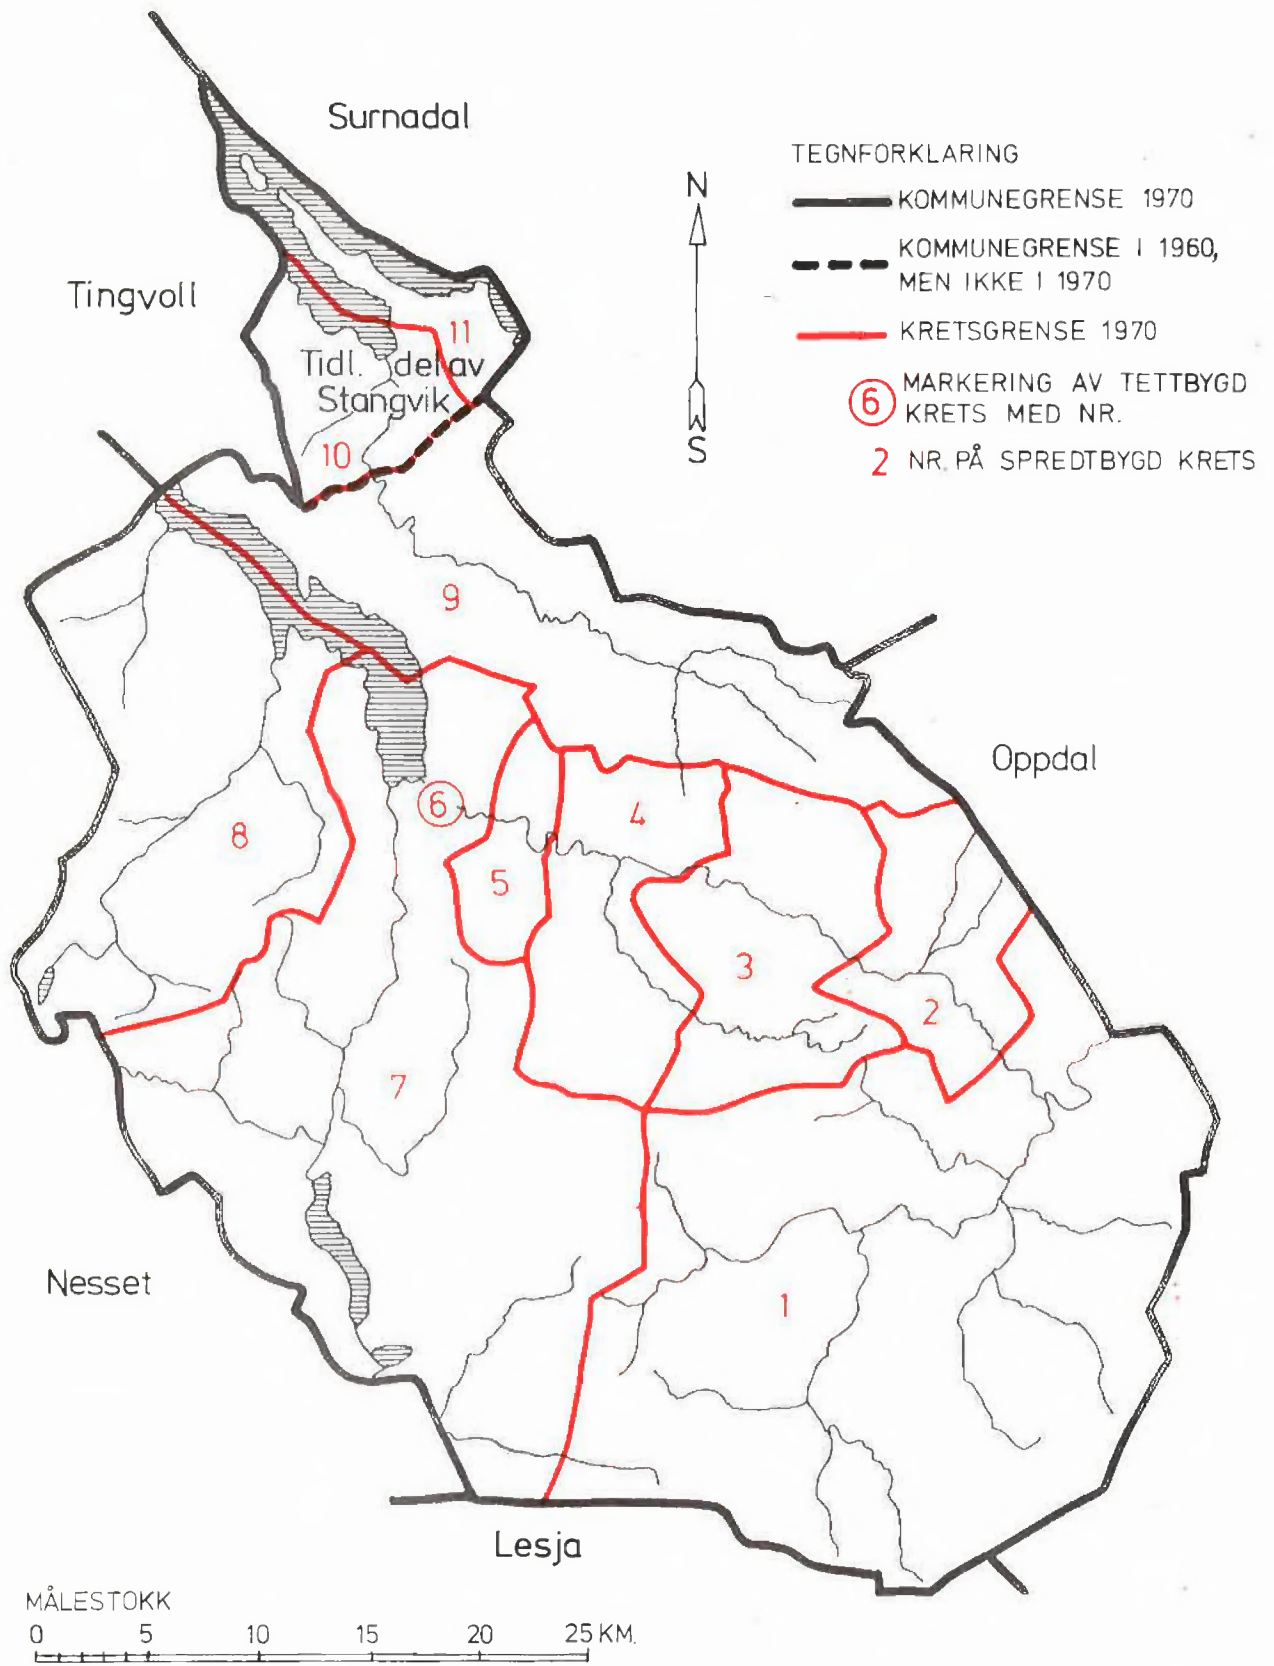 Surnadal
TEGNFORKLARING
KOMMUNEGRENSE 1970
KOMMUNEGRENSE I 1960,
MEN IKKE I 1970
KRETSGRENSE 1970
6
MARKERING AV TETTBYGD
KRETS MED NR.
2 NR. PÅ SPREDTBYGD KRETS
N
S
Tingvoll
11
Tidl. del av
Stangvik
10
9
Oppdal
6
4
8
5
3
2
7
Nesset
1
Lesja
MÅLESTOKK
0 5 10 15 20 25 KM.